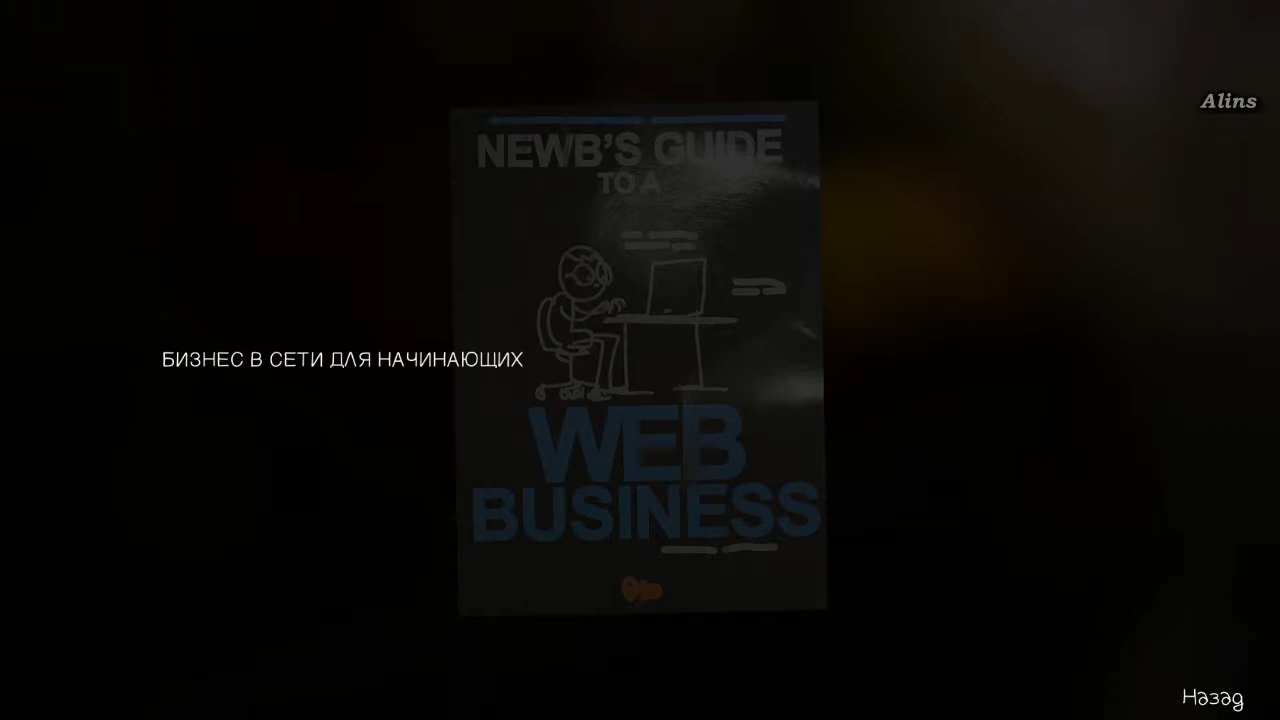 Alins
NEWB'S GUIDE
TO A
БИЗНЕС В СЕТИ ДЛЯ НАЧИНАЮЩИХ
WEB
BUSINESS
Назад